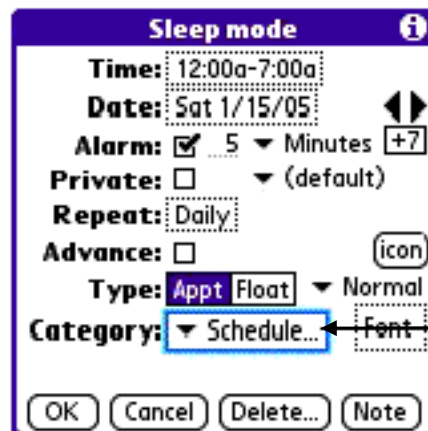 Sleep mode i
Time: 12:00a-7:00a
Date: Sat 1/15/05
Alarm: 5 Minutes +7
Private: (default)
Repeat: Daily
Advance: icon
Type: Appt Float Normal
Category: Schedule... Font
OK Cancel Delete... Note